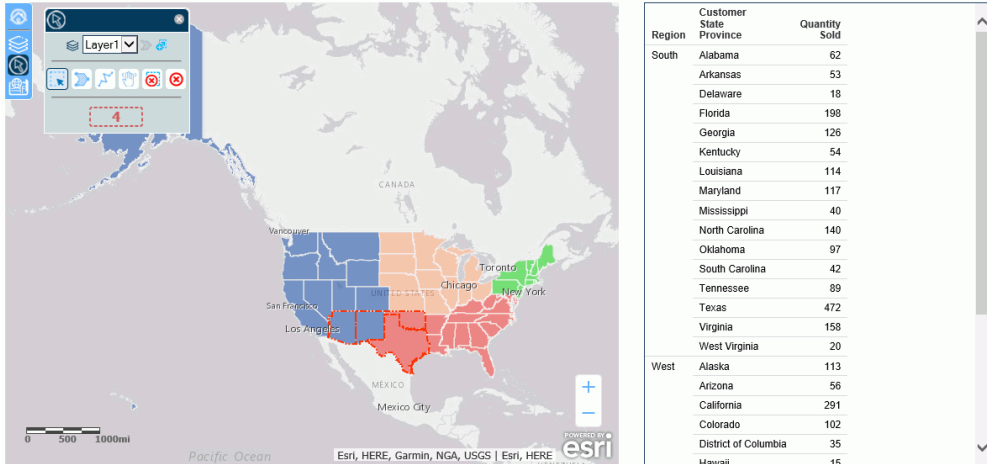 Layer1
4
CANADA
Vancouver
Toronto
Chicago
UNITED STATES
New York
San Francisco
Los Angeles
MÉXICO
Mexico City
+
−
0 500 1000mi
Pacific Ocean
Esri, HERE, Garmin, NGA, USGS | Esri, HERE
POWERED BY
esri
Region Customer State Province Quantity Sold
South Alabama 62
Arkansas 53
Delaware 18
Florida 198
Georgia 126
Kentucky 54
Louisiana 114
Maryland 117
Mississippi 40
North Carolina 140
Oklahoma 97
South Carolina 42
Tennessee 89
Texas 472
Virginia 158
West Virginia 20
West Alaska 113
Arizona 56
California 291
Colorado 102
District of Columbia 35
Hawaii 15